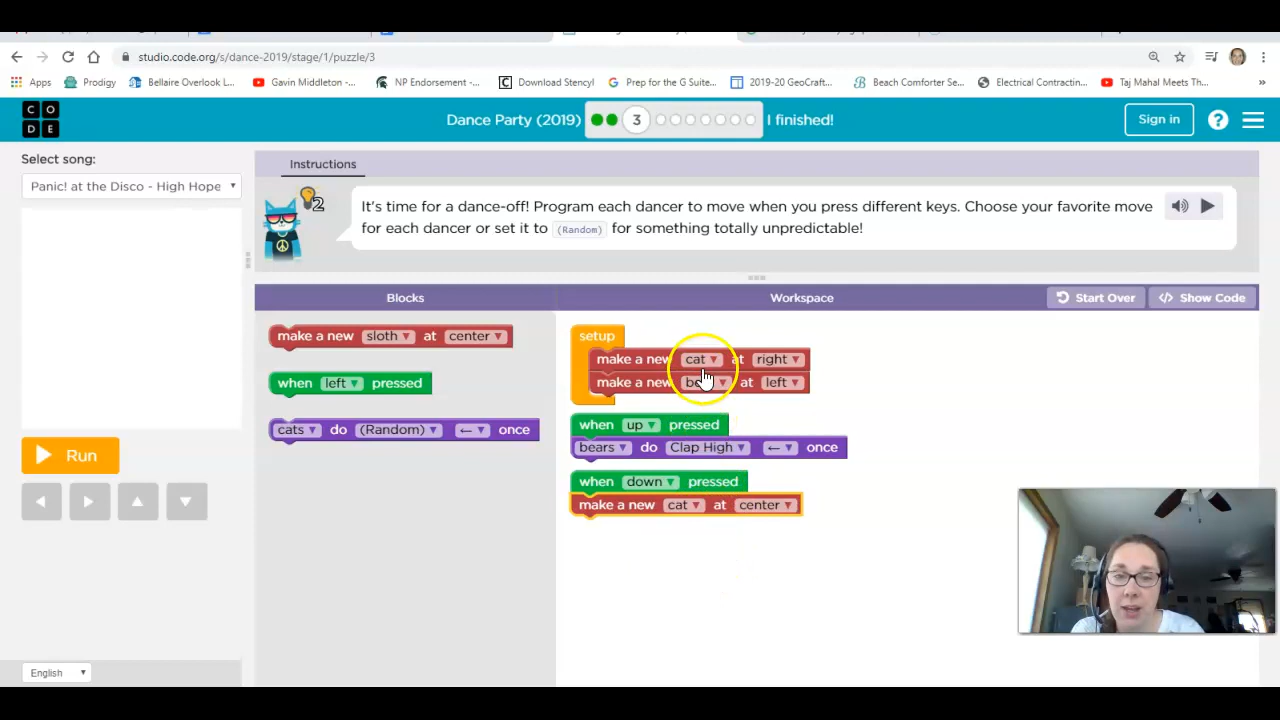 studio.code.org/s/dance-2019/stage/1/puzzle/3
Apps Prodigy Bellaire Overlook L... Gavin Middleton -... NP Endorsement -... Download Stencyl Prep for the G Suite... 2019-20 GeoCraft... Beach Comforter Se... Electrical Contractin... Taj Mahal Meets Th...
CO
DE
Dance Party (2019) 3 I finished! Sign in ?
Select song:
Panic! at the Disco - High Hope
Instructions
2
It's time for a dance-off! Program each dancer to move when you press different keys. Choose your favorite move
for each dancer or set it to (Random) for something totally unpredictable!
Blocks
Workspace
Start Over
</> Show Code
make a new sloth at center
when left pressed
cats do (Random) ← once
setup
make a new cat at right
make a new at left
when up pressed
bears do Clap High ← once
when down pressed
make a new cat at center
Run
English